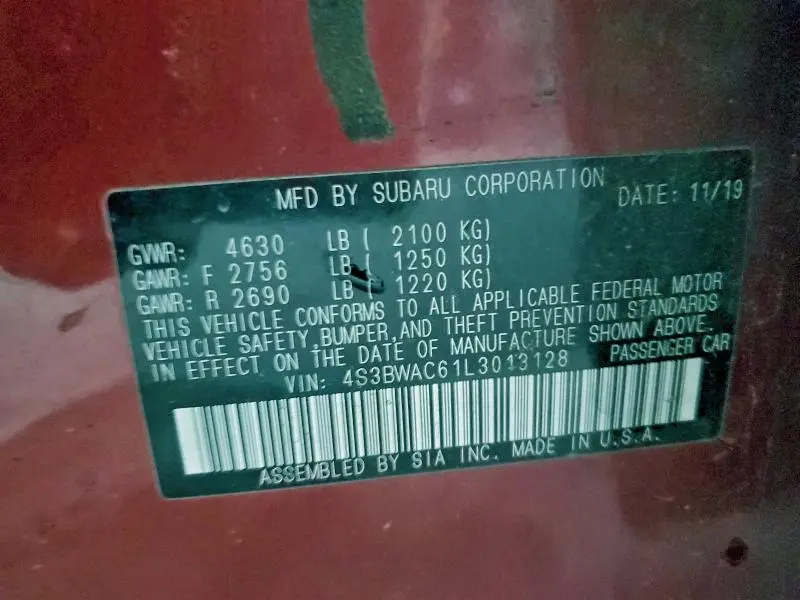 MFD BY SUBARU CORPORATION DATE: 11/19
GVWR: 4630 LB ( 2100 KG)
GAWR: F 2756 LB ( 1250 KG)
GAWR: R 2690 LB ( 1220 KG)
THIS VEHICLE CONFORMS TO ALL APPLICABLE FEDERAL MOTOR
VEHICLE SAFETY, BUMPER, AND THEFT PREVENTION STANDARDS
IN EFFECT ON THE DATE OF MANUFACTURE SHOWN ABOVE.
VIN: 4S3BWAC61L3013128 PASSENGER CAR
ASSEMBLED BY SIA INC. MADE IN U.S.A.